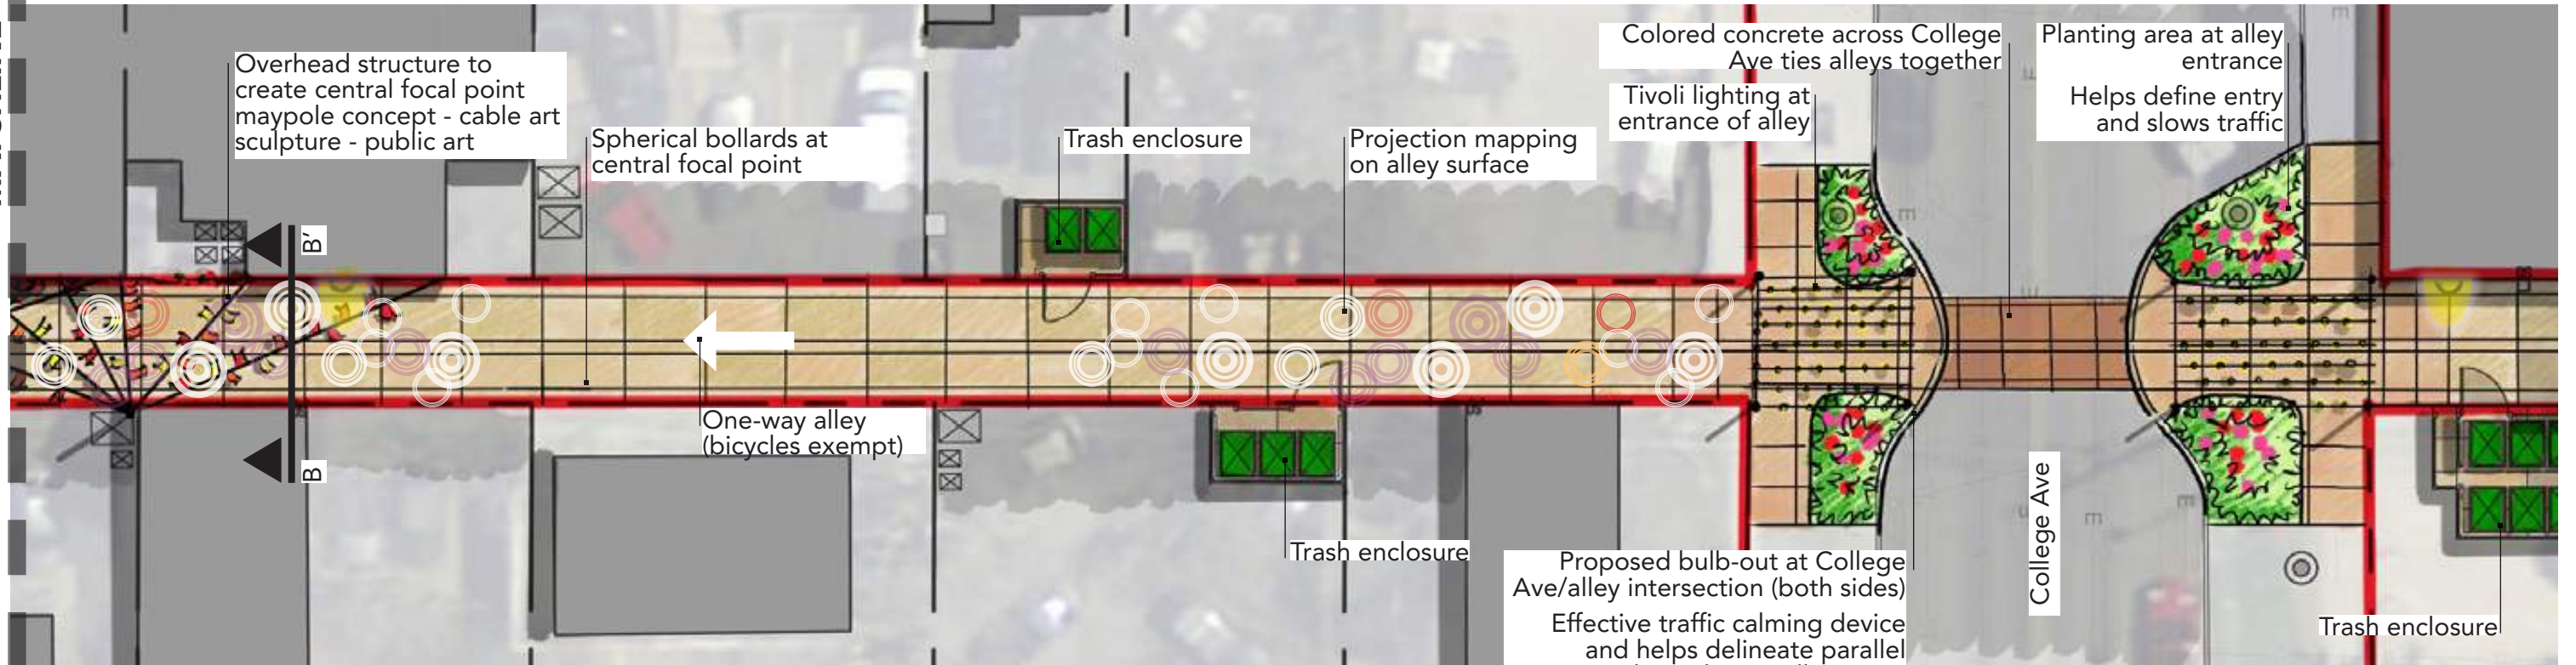 Overhead structure to
create central focal point
maypole concept - cable art
sculpture - public art
Spherical bollards at
central focal point
Trash enclosure
Projection mapping
on alley surface
Colored concrete across College
Ave ties alleys together
Tivoli lighting at
entrance of alley
Planting area at alley
entrance
Helps define entry
and slows traffic
B'
B
One-way alley
(bicycles exempt)
Trash enclosure
Proposed bulb-out at College
Ave/alley intersection (both sides)
Effective traffic calming device
and helps delineate parallel
College Ave
Trash enclosure